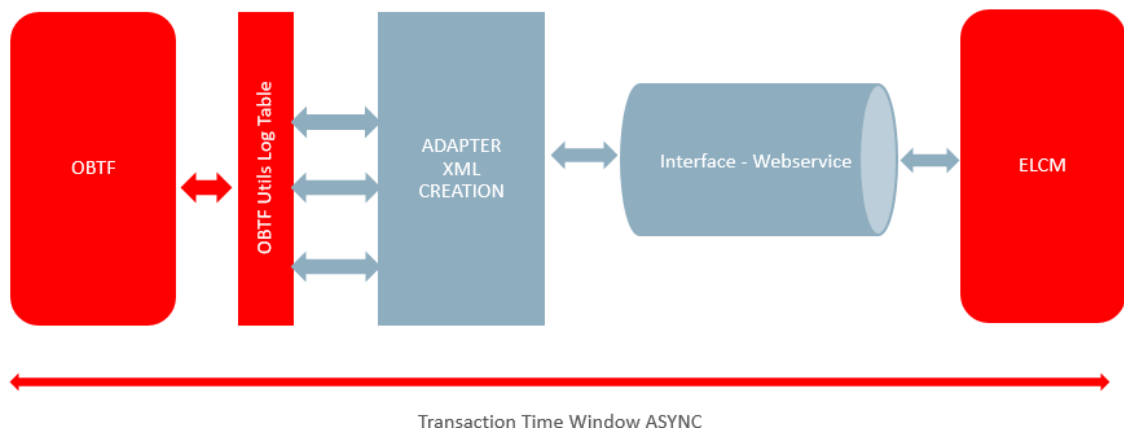 OBTF
OBTF Utils Log Table
ADAPTER
XML
CREATION
Interface - Webservice
ELCM
Transaction Time Window ASYNC